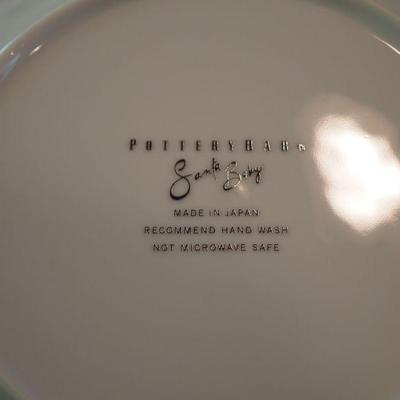 POTTERYBARN
Santa Baby
MADE IN JAPAN
RECOMMEND HAND WASH
NOT MICROWAVE SAFE